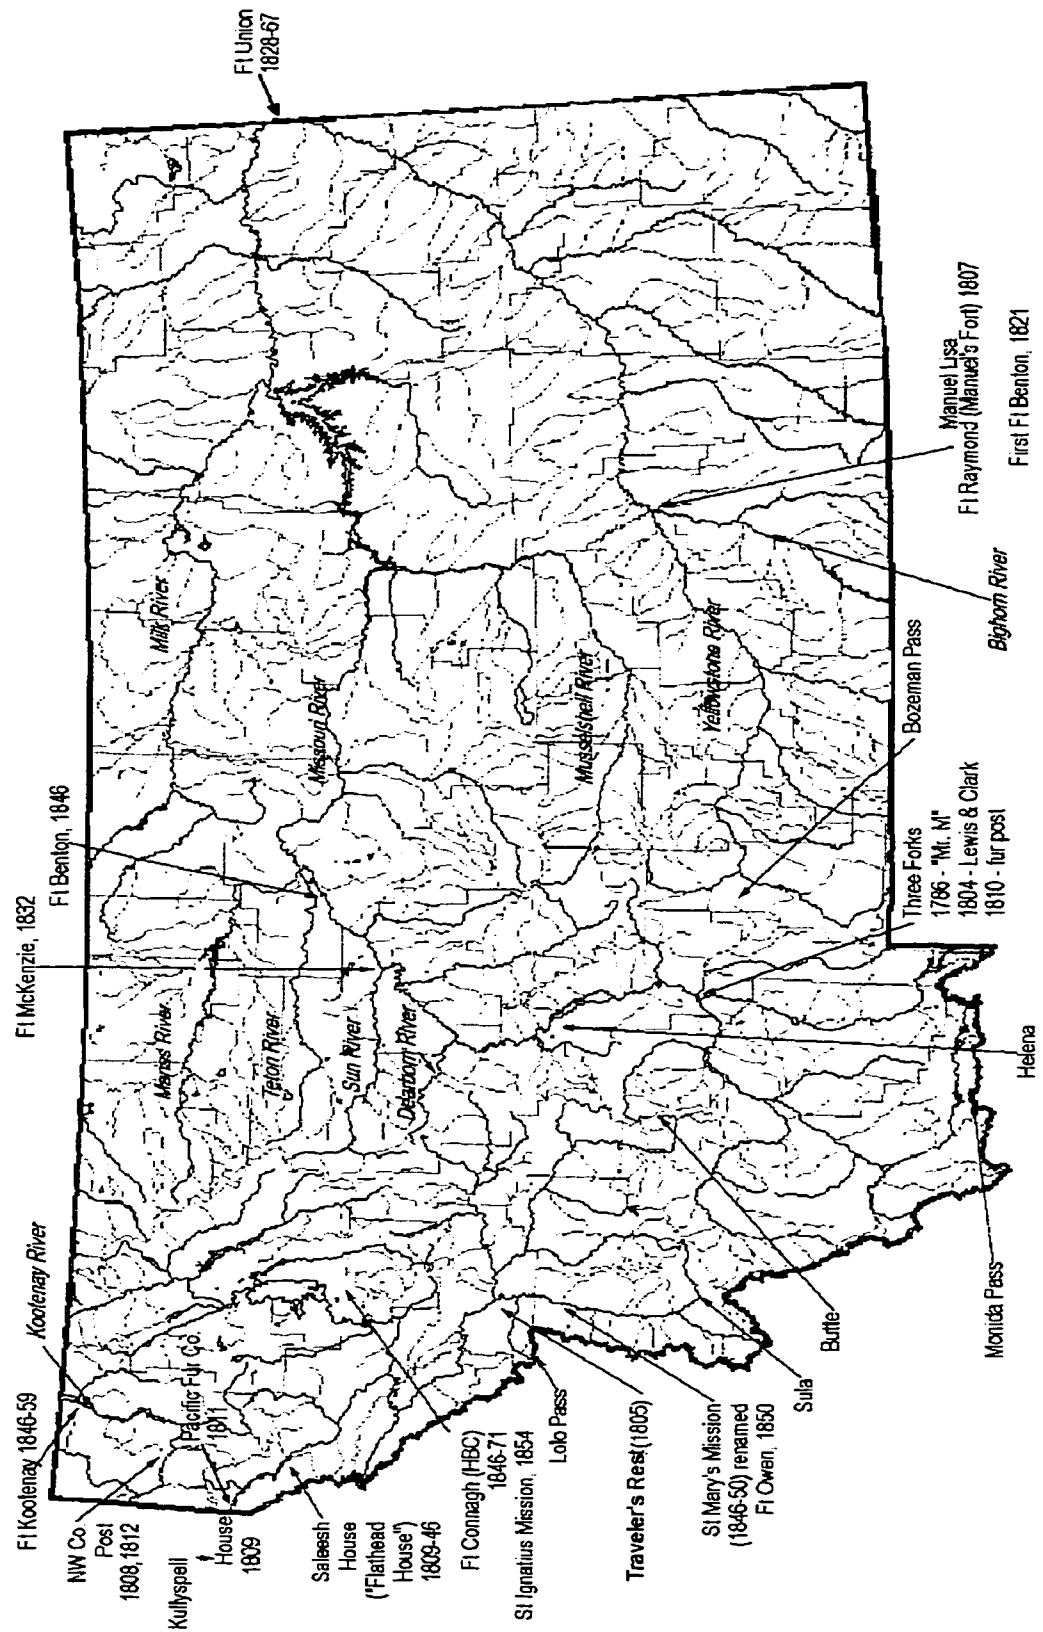 Ft Kootenay 1846-59
Kootenay River
Ft McKenzie, 1832
Ft Benton, 1846
Ft Union
1828-67
NW Co.
Post
1808,1812
Kullyspell
House
1809
Pacific Fur Co.
1811
Saleesh
House
("Flathead
House")
1809-46
Ft Connagh (HBC)
1846-71
St Ignatius Mission, 1854
Lolo Pass
Traveler's Rest (1805)
St Mary's Mission
(1846-50) renamed
Ft Owen, 1850
Sula
Butte
Monida Pass
Helena
Three Forks
1786 - "Mt. M"
1804 - Lewis & Clark
1810 - fur post
Bozeman Pass
Bighorn River
Manuel Lisa
Ft Raymond (Manuel's Fort) 1807
First Ft Benton, 1821
Marias River
Teton River
Sun River
Dearborn River
Milk River
Missouri River
Musselshell River
Yellowstone River